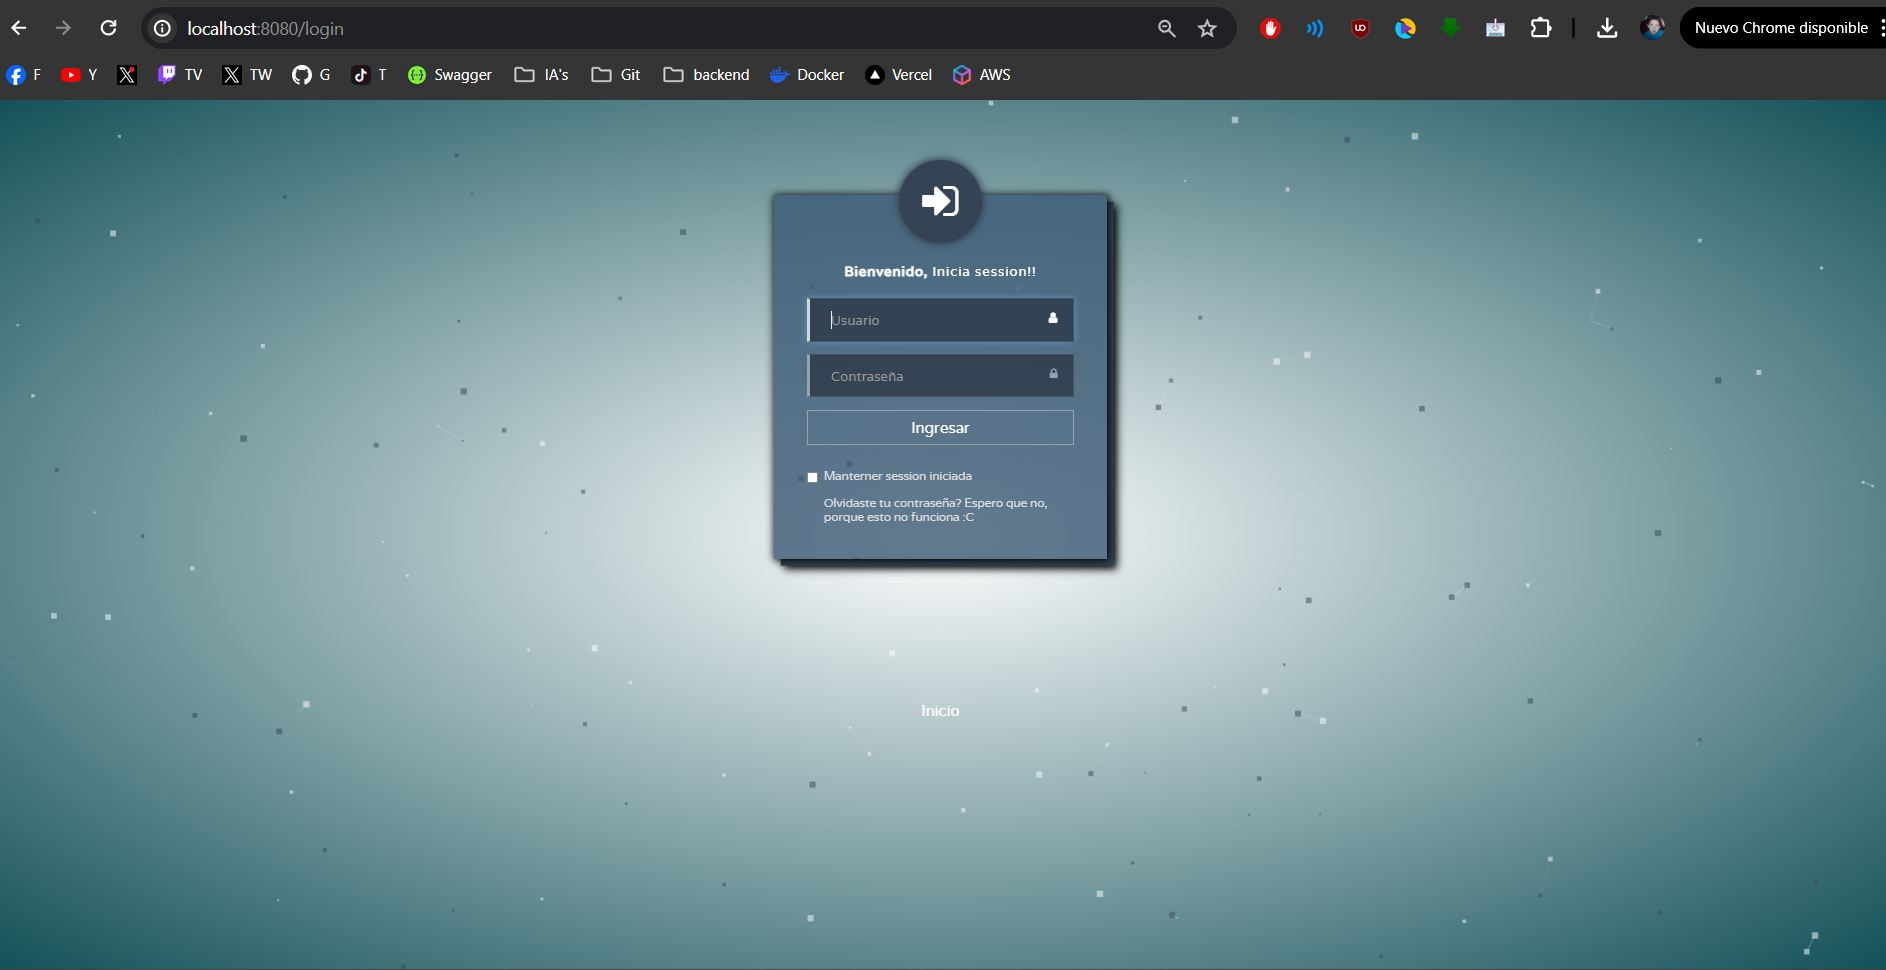 localhost:8080/login
Nuevo Chrome disponible
F Y TV TW G T Swagger IA's Git backend Docker Vercel AWS
Bienvenido, Inicia session!!
Usuario
Contraseña
Ingresar
Manterner session iniciada
Olvidaste tu contraseña? Espero que no,
porque esto no funciona :C
Inicio